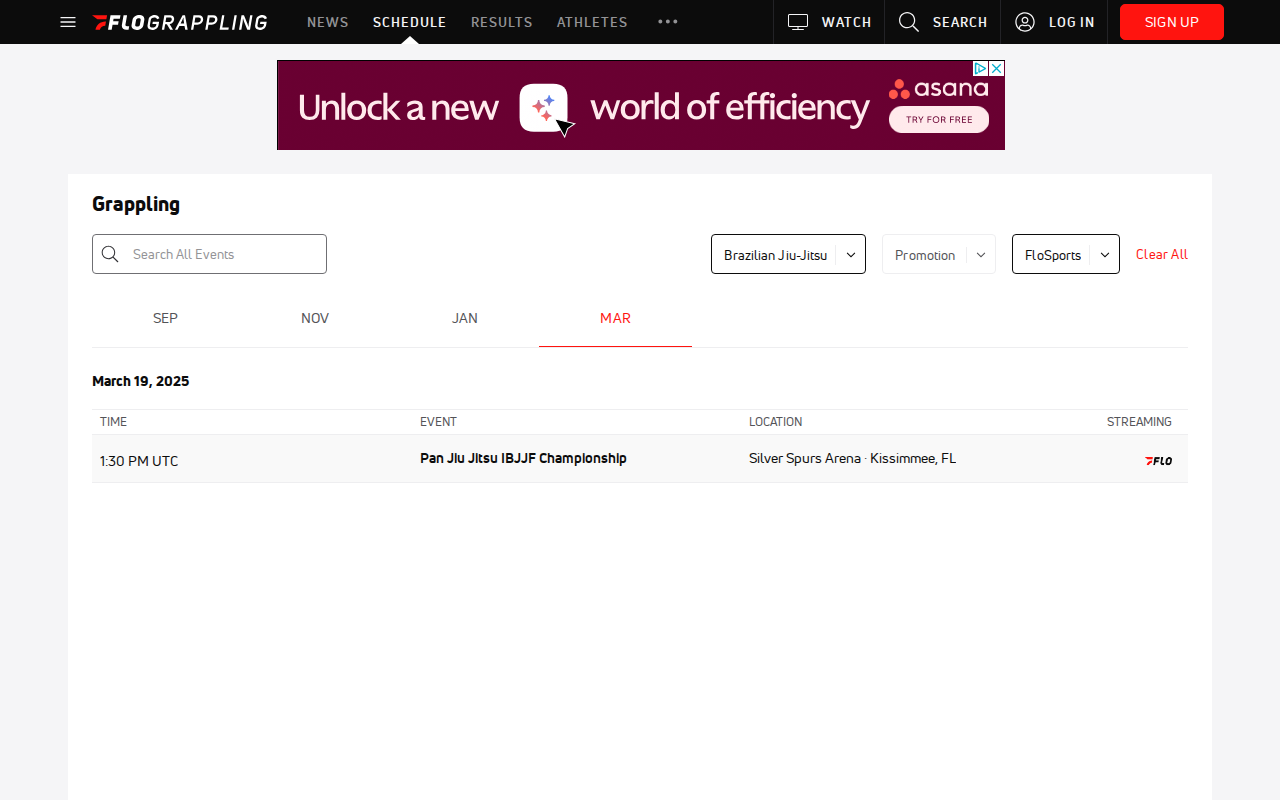 FLOGRAPPLING NEWS SCHEDULE RESULTS ATHLETES WATCH SEARCH LOG IN SIGN UP
Unlock a new world of efficiency asana
TRY FOR FREE
Grappling
Search All Events Brazilian Jiu-Jitsu Promotion FloSports Clear All
SEP NOV JAN MAR
March 19, 2025
TIME EVENT LOCATION STREAMING
1:30 PM UTC Pan Jiu Jitsu IBJJF Championship Silver Spurs Arena · Kissimmee, FL FLO